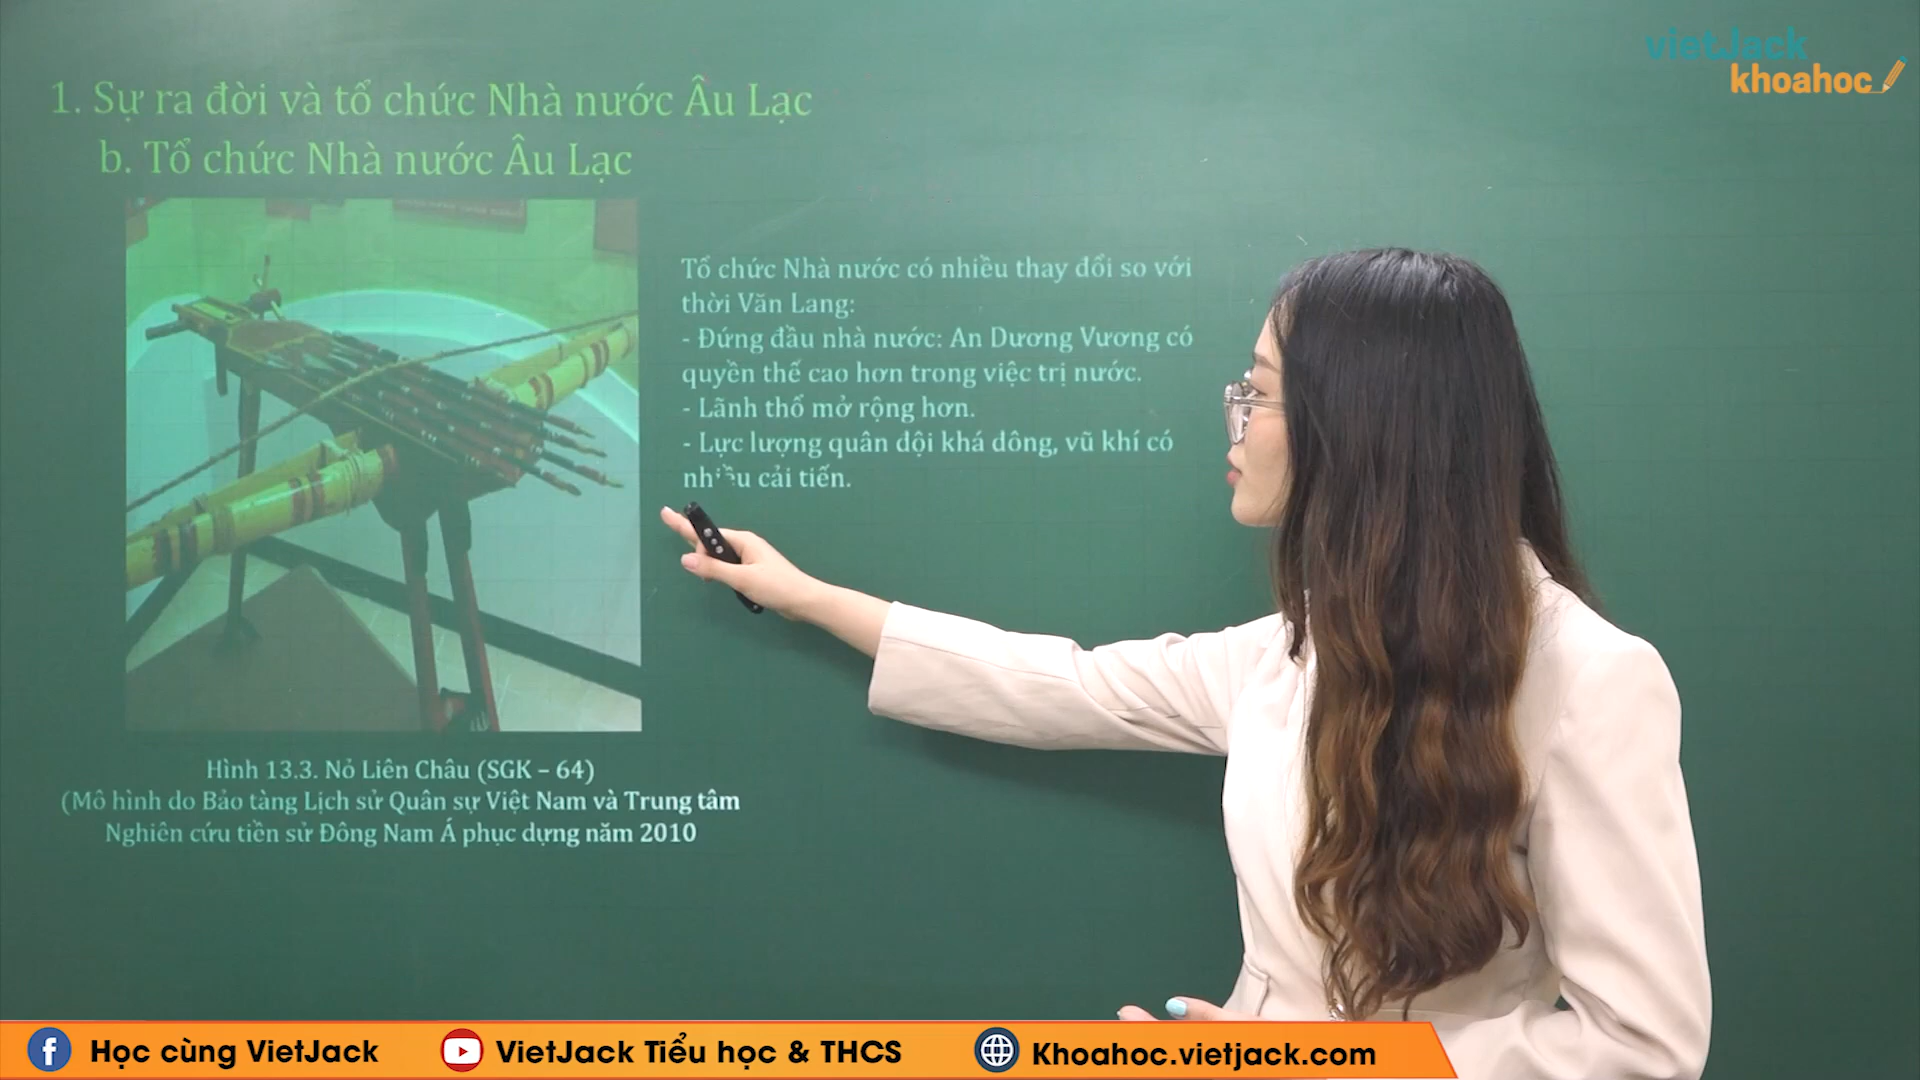 vietJack
khoahoc
1. Sự ra đời và tổ chức Nhà nước Âu Lạc
b. Tổ chức Nhà nước Âu Lạc
Tổ chức Nhà nước có nhiều thay đổi so với
thời Văn Lang:
- Đứng đầu nhà nước: An Dương Vương có
quyền thế cao hơn trong việc trị nước.
- Lãnh thổ mở rộng hơn.
- Lực lượng quân đội khá đông, vũ khí có
nhiều cải tiến.
Hình 13.3. Nỏ Liên Châu (SGK – 64)
(Mô hình do Bảo tàng Lịch sử Quân sự Việt Nam và Trung tâm
Nghiên cứu tiền sử Đông Nam Á phục dựng năm 2010
Học cùng VietJack
VietJack Tiểu học & THCS
Khoahoc.vietjack.com